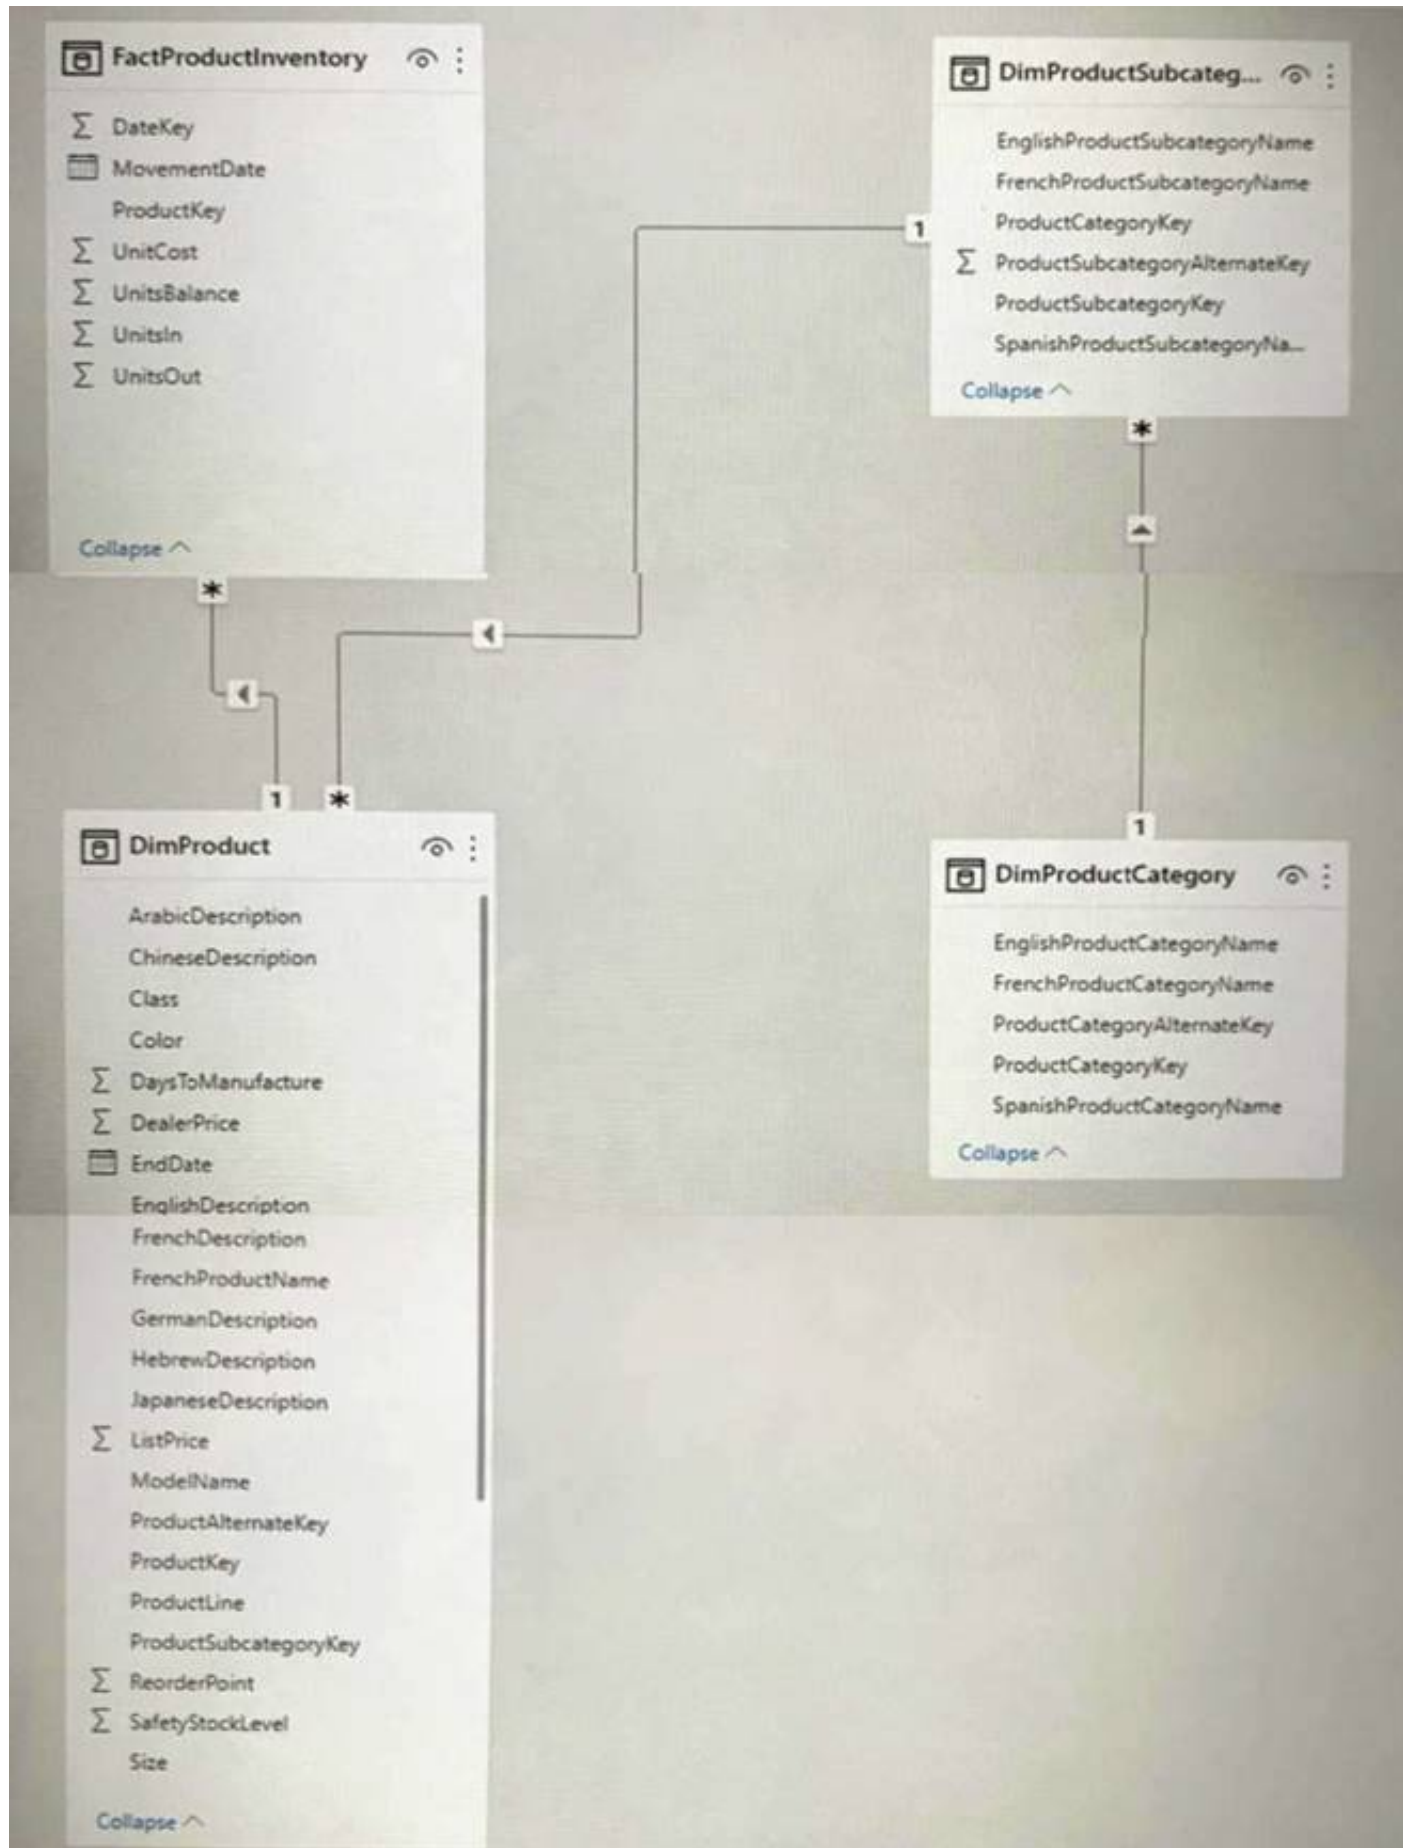 FactProductInventory
DateKey
MovementDate
ProductKey
UnitCost
UnitsBalance
UnitsIn
UnitsOut
Collapse
DimProductSubcateg...
EnglishProductSubcategoryName
FrenchProductSubcategoryName
ProductCategoryKey
ProductSubcategoryAlternateKey
ProductSubcategoryKey
SpanishProductSubcategoryNa...
Collapse
1
*
*
1
*
1
DimProduct
ArabicDescription
ChineseDescription
Class
Color
DaysToManufacture
DealerPrice
EndDate
EnglishDescription
FrenchDescription
FrenchProductName
GermanDescription
HebrewDescription
JapaneseDescription
ListPrice
ModelName
ProductAlternateKey
ProductKey
ProductLine
ProductSubcategoryKey
ReorderPoint
SafetyStockLevel
Size
Collapse
DimProductCategory
EnglishProductCategoryName
FrenchProductCategoryName
ProductCategoryAlternateKey
ProductCategoryKey
SpanishProductCategoryName
Collapse